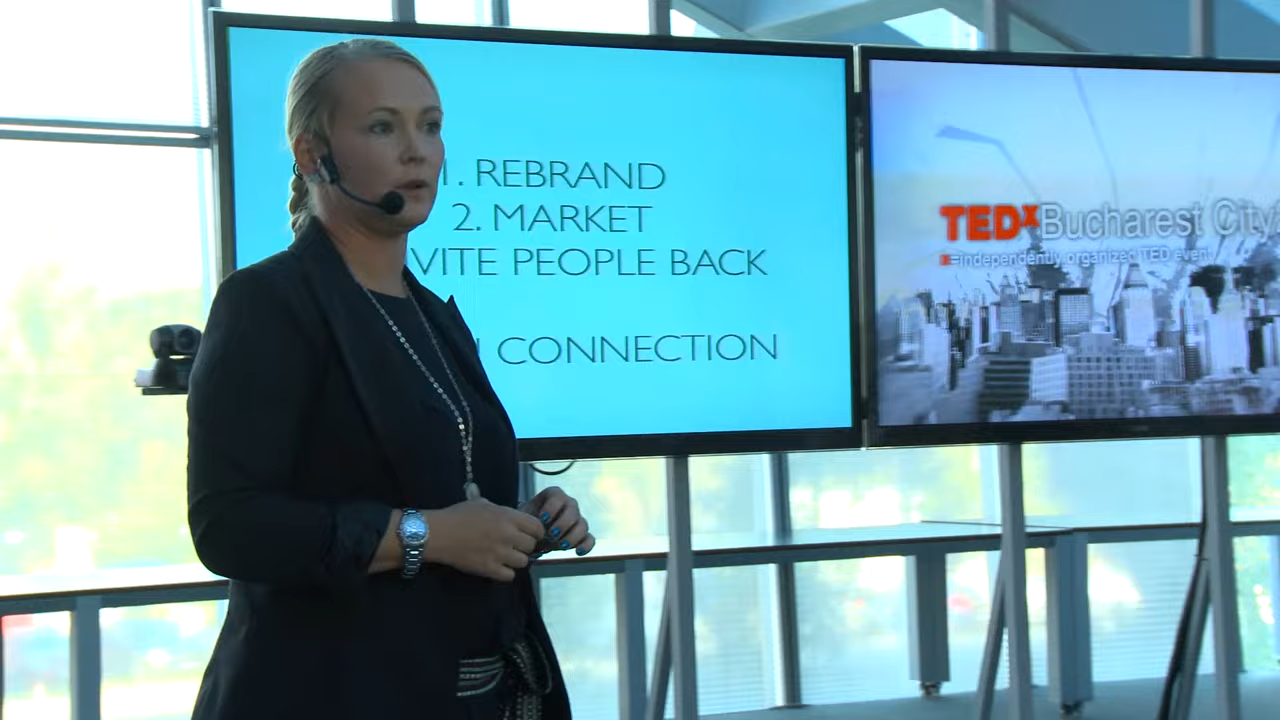 1. REBRAND
2. MARKET
VITE PEOPLE BACK
CONNECTION
TEDx Bucharest City
x=independently organized TED event